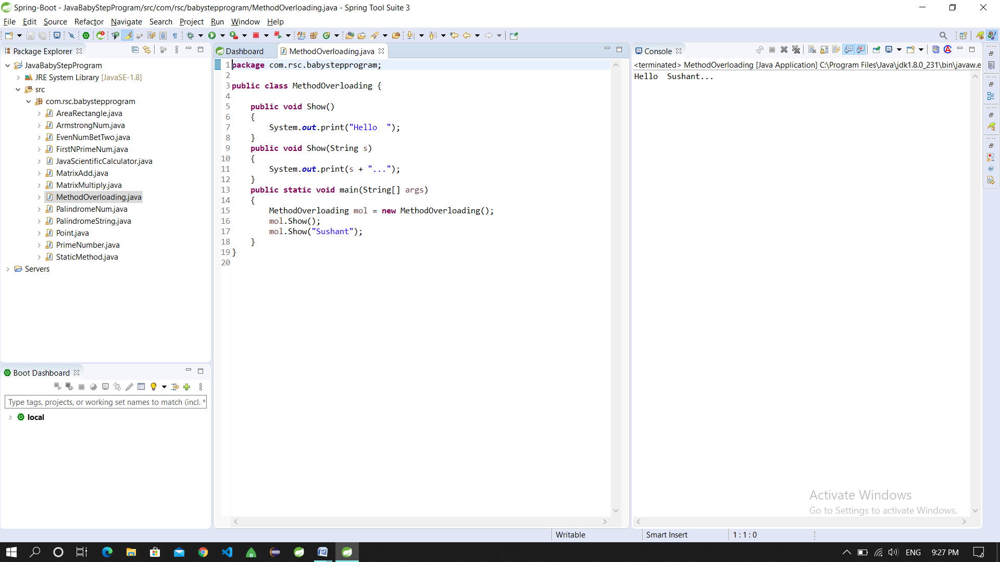 Spring-Boot - JavaBabyStepProgram/src/com/rsc/babystepprogram/MethodOverloading.java - Spring Tool Suite 3
File Edit Source Refactor Navigate Search Project Run Window Help
Package Explorer
JavaBabyStepProgram
JRE System Library [JavaSE-1.8]
src
com.rsc.babystepprogram
AreaRectangle.java
ArmstrongNum.java
EvenNumBetTwo.java
FirstNPrimeNum.java
JavaScientificCalculator.java
MatrixAdd.java
MatrixMultiply.java
MethodOverloading.java
PalindromeNum.java
PalindromeString.java
Point.java
PrimeNumber.java
StaticMethod.java
Servers
Boot Dashboard
Type tags, projects, or working set names to match (incl. *
local
Dashboard MethodOverloading.java
1 package com.rsc.babystepprogram;
2
3 public class MethodOverloading {
4
5 public void Show()
6 {
7 System.out.print("Hello  ");
8 }
9 public void Show(String s)
10 {
11 System.out.print(s + "...");
12 }
13 public static void main(String[] args)
14 {
15 MethodOverloading mol = new MethodOverloading();
16 mol.Show();
17 mol.Show("Sushant");
18 }
19 }
20
Console
<terminated> MethodOverloading [Java Application] C:\Program Files\Java\jdk1.8.0_231\bin\javaw.e
Hello  Sushant...
Activate Windows
Go to Settings to activate Windows.
Writable Smart Insert 1 : 1 : 0
ENG 9:27 PM